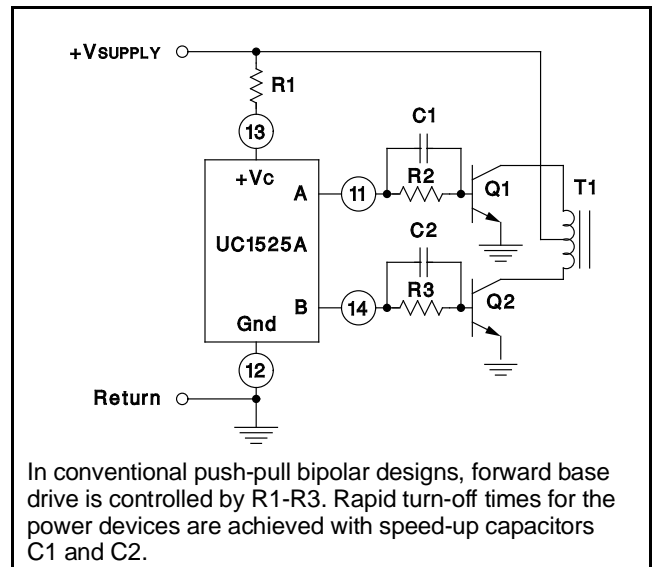 +VSUPPLY
R1
13
+Vc
C1
A
11
R2
Q1
T1
UC1525A
C2
B
14
R3
Q2
Gnd
12
Return
In conventional push-pull bipolar designs, forward base
drive is controlled by R1-R3. Rapid turn-off times for the
power devices are achieved with speed-up capacitors
C1 and C2.